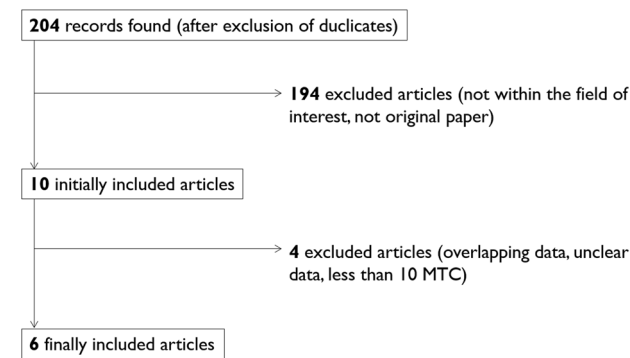 204 records found (after exclusion of duclicates)
194 excluded articles (not within the field of
interest, not original paper)
10 initially included articles
4 excluded articles (overlapping data, unclear
data, less than 10 MTC)
6 finally included articles